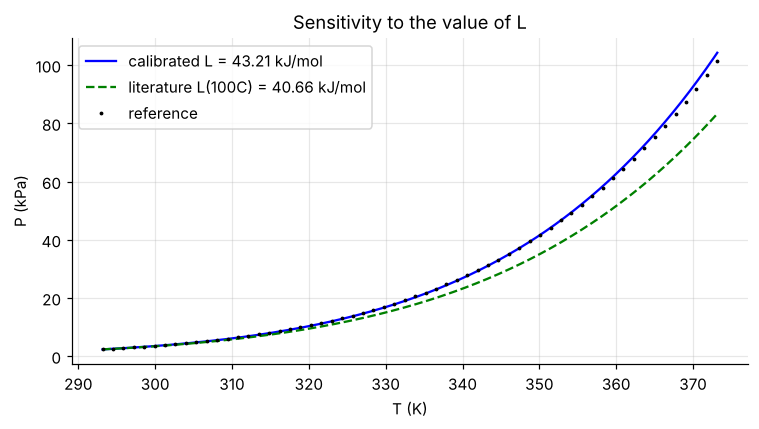 Sensitivity to the value of L
calibrated L = 43.21 kJ/mol
literature L(100C) = 40.66 kJ/mol
reference
P (kPa)
100
80
60
40
20
0
290 300 310 320 330 340 350 360 370
T (K)